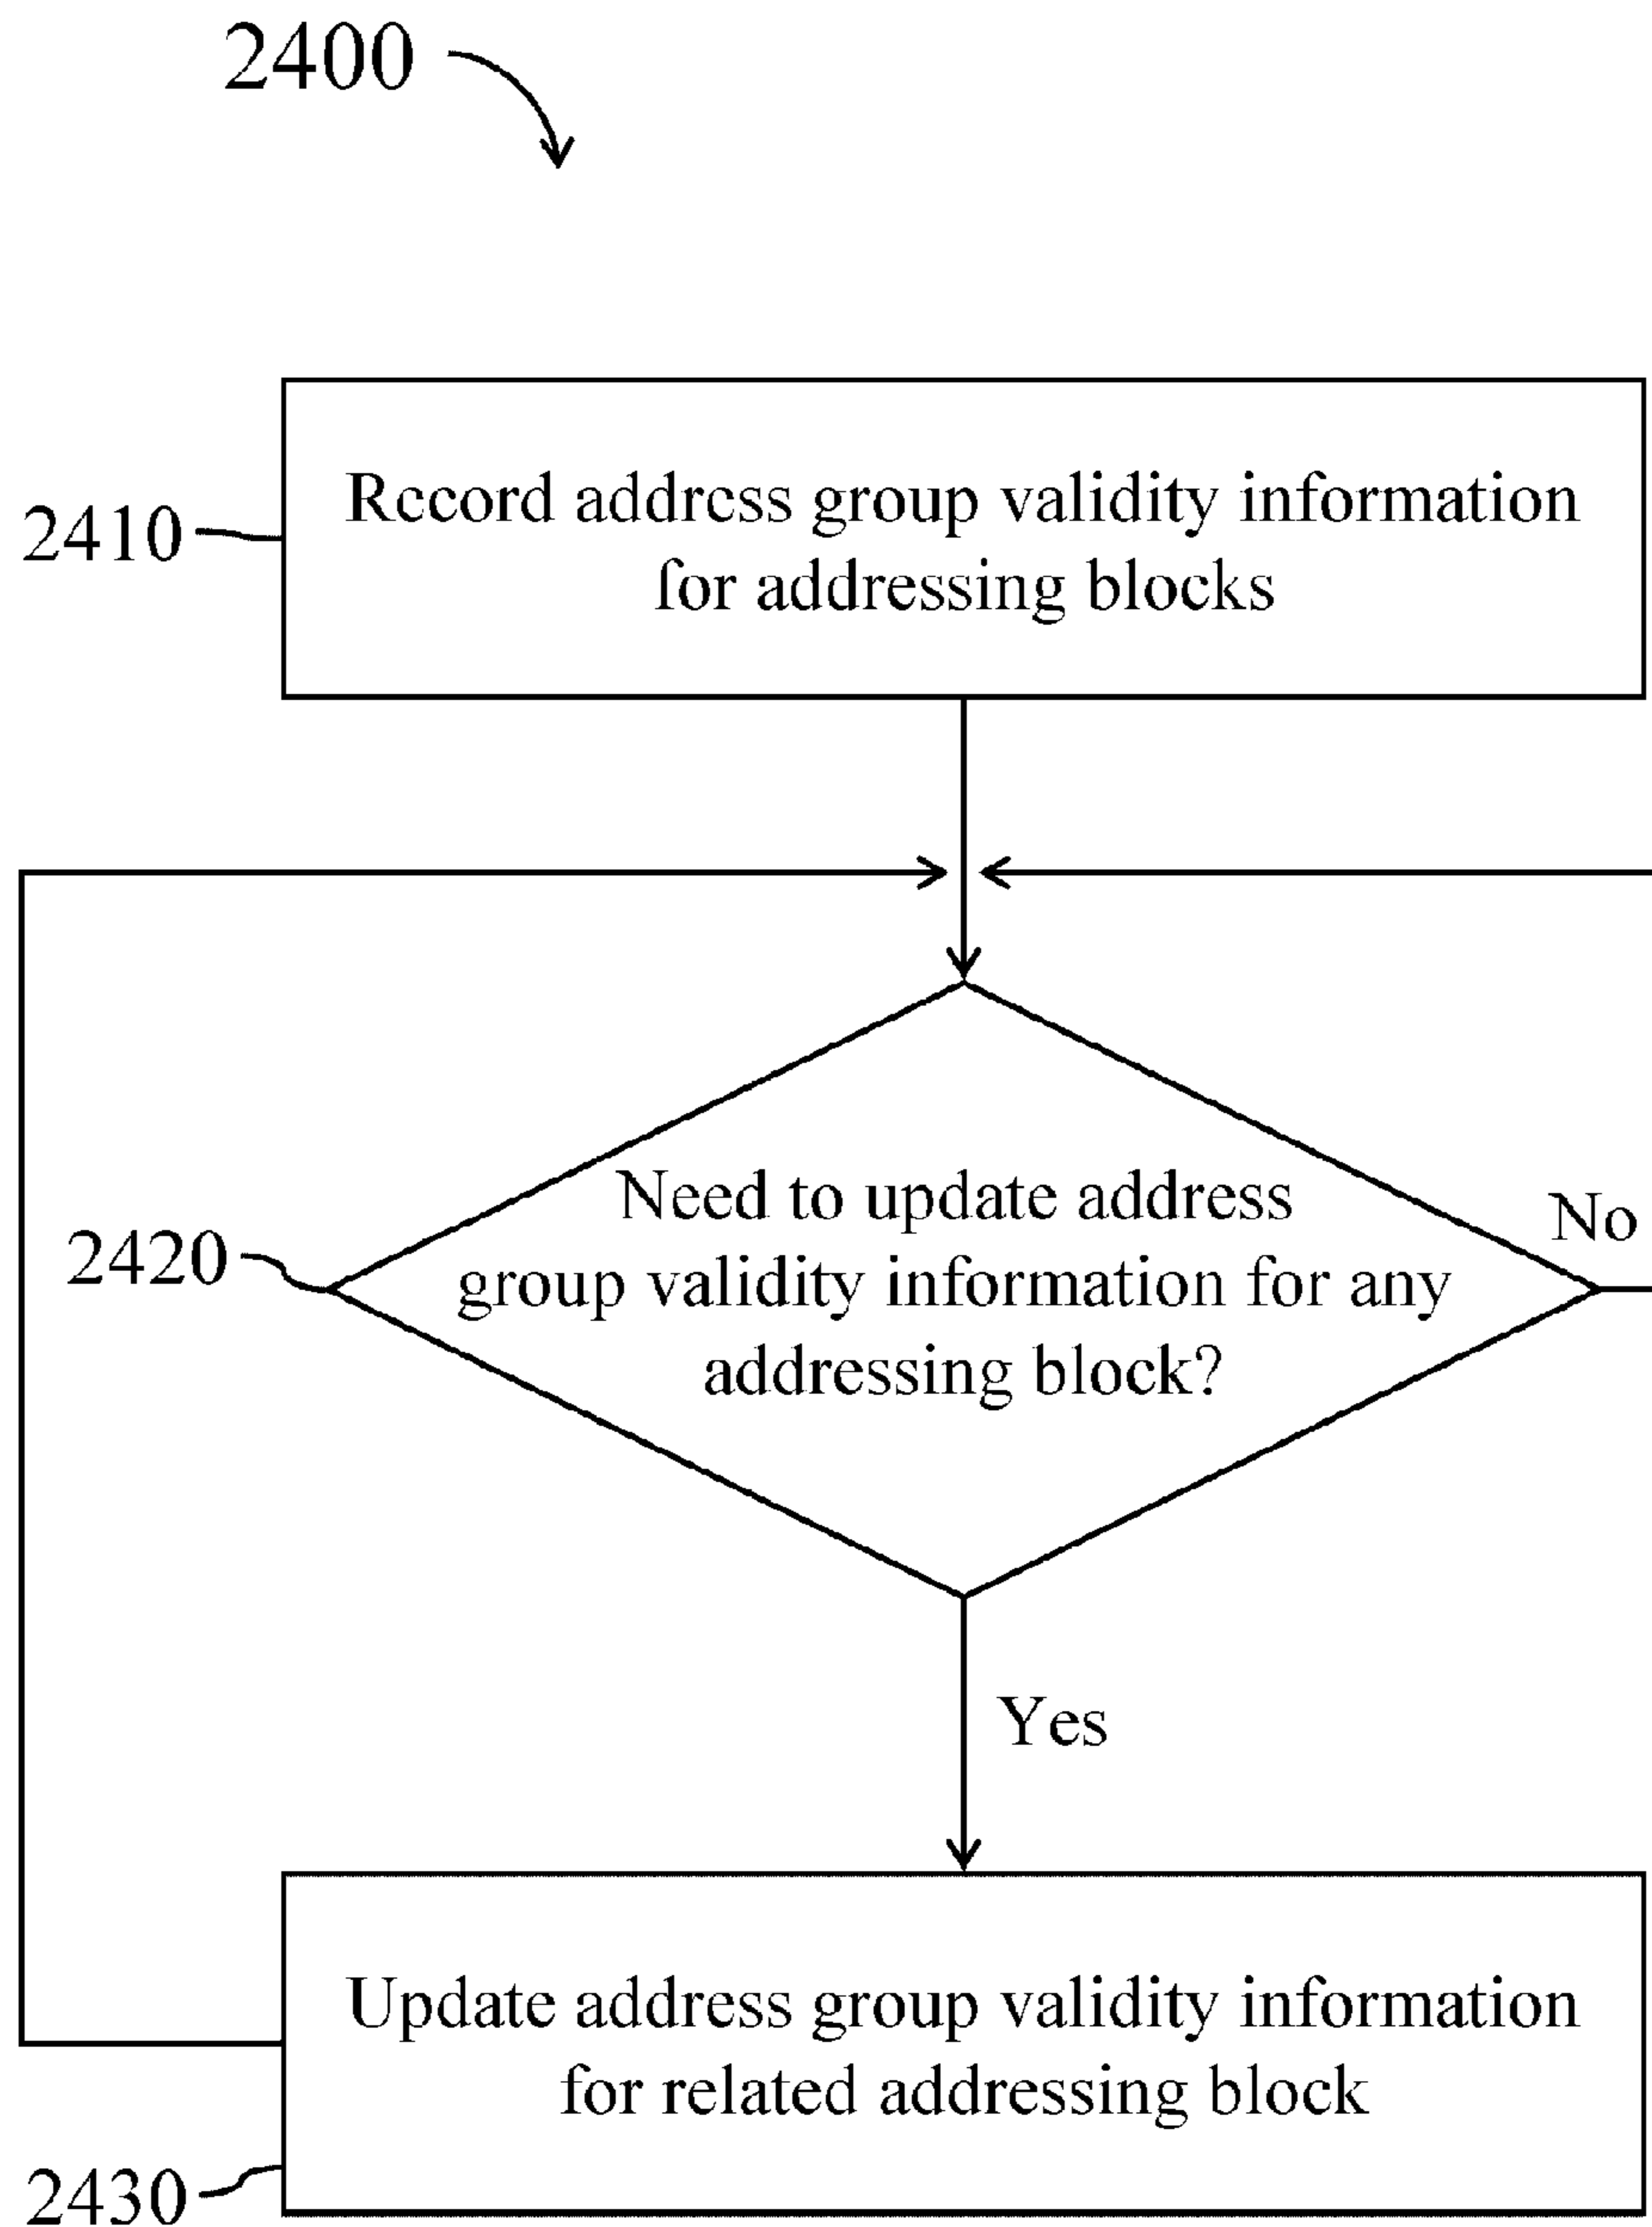 2400
Record address group validity information
for addressing blocks
2410
Need to update address
group validity information for any
addressing block?
2420
No
Yes
Update address group validity information
for related addressing block
2430